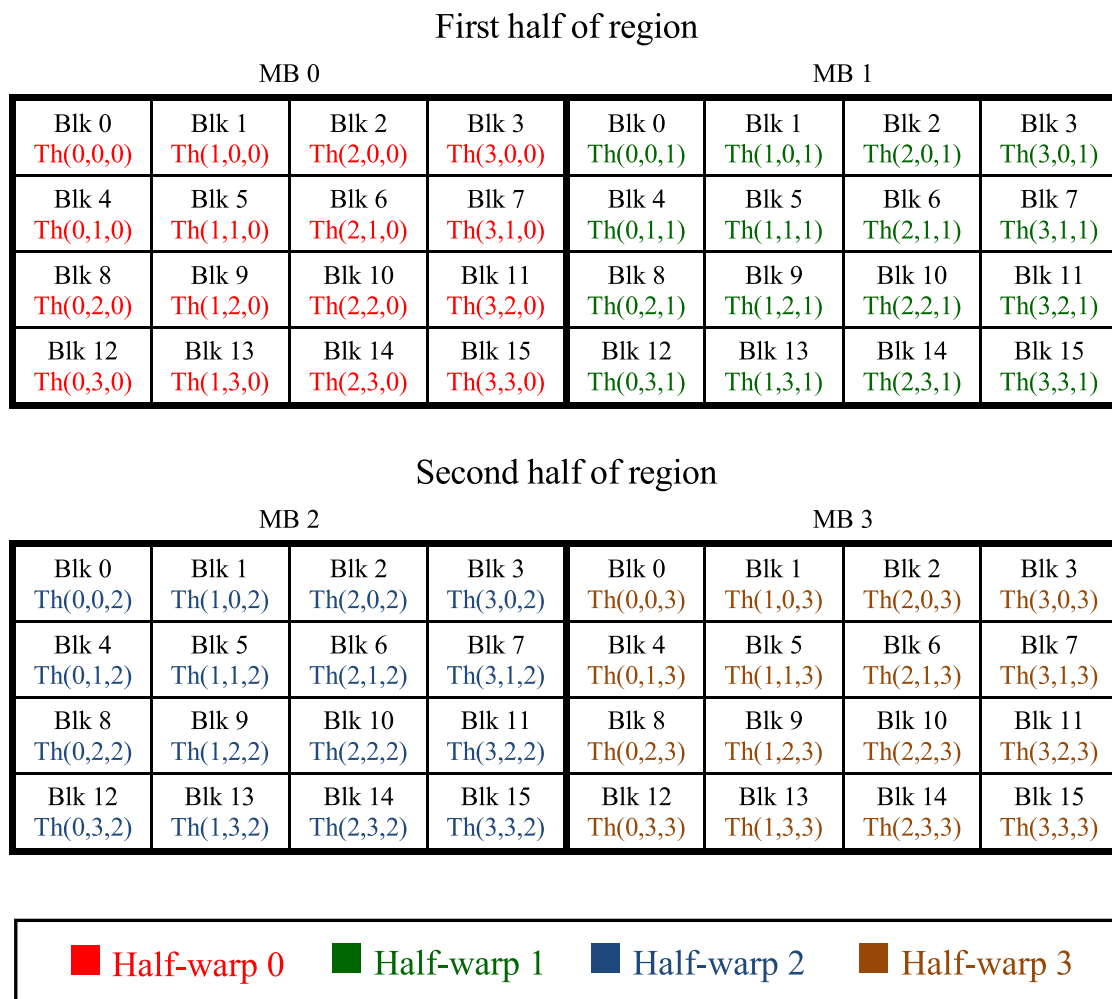 First half of region
MB 0 MB 1
Blk 0 Blk 1 Blk 2 Blk 3 Blk 0 Blk 1 Blk 2 Blk 3
Th(0,0,0) Th(1,0,0) Th(2,0,0) Th(3,0,0) Th(0,0,1) Th(1,0,1) Th(2,0,1) Th(3,0,1)
Blk 4 Blk 5 Blk 6 Blk 7 Blk 4 Blk 5 Blk 6 Blk 7
Th(0,1,0) Th(1,1,0) Th(2,1,0) Th(3,1,0) Th(0,1,1) Th(1,1,1) Th(2,1,1) Th(3,1,1)
Blk 8 Blk 9 Blk 10 Blk 11 Blk 8 Blk 9 Blk 10 Blk 11
Th(0,2,0) Th(1,2,0) Th(2,2,0) Th(3,2,0) Th(0,2,1) Th(1,2,1) Th(2,2,1) Th(3,2,1)
Blk 12 Blk 13 Blk 14 Blk 15 Blk 12 Blk 13 Blk 14 Blk 15
Th(0,3,0) Th(1,3,0) Th(2,3,0) Th(3,3,0) Th(0,3,1) Th(1,3,1) Th(2,3,1) Th(3,3,1)
Second half of region
MB 2 MB 3
Blk 0 Blk 1 Blk 2 Blk 3 Blk 0 Blk 1 Blk 2 Blk 3
Th(0,0,2) Th(1,0,2) Th(2,0,2) Th(3,0,2) Th(0,0,3) Th(1,0,3) Th(2,0,3) Th(3,0,3)
Blk 4 Blk 5 Blk 6 Blk 7 Blk 4 Blk 5 Blk 6 Blk 7
Th(0,1,2) Th(1,1,2) Th(2,1,2) Th(3,1,2) Th(0,1,3) Th(1,1,3) Th(2,1,3) Th(3,1,3)
Blk 8 Blk 9 Blk 10 Blk 11 Blk 8 Blk 9 Blk 10 Blk 11
Th(0,2,2) Th(1,2,2) Th(2,2,2) Th(3,2,2) Th(0,2,3) Th(1,2,3) Th(2,2,3) Th(3,2,3)
Blk 12 Blk 13 Blk 14 Blk 15 Blk 12 Blk 13 Blk 14 Blk 15
Th(0,3,2) Th(1,3,2) Th(2,3,2) Th(3,3,2) Th(0,3,3) Th(1,3,3) Th(2,3,3) Th(3,3,3)
Half-warp 0 Half-warp 1 Half-warp 2 Half-warp 3